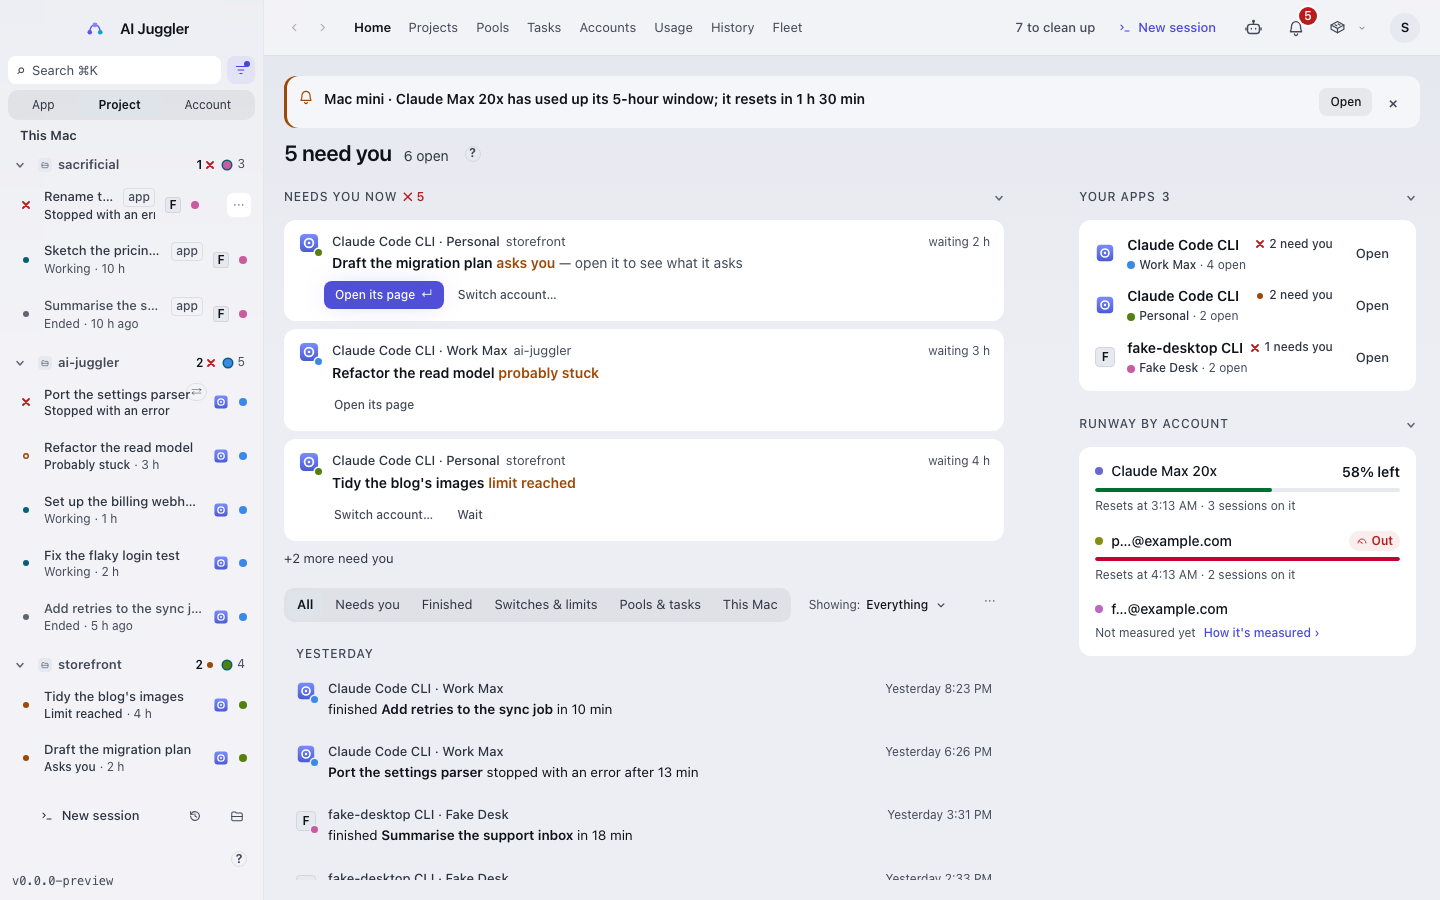 AI Juggler
Search ⌘K
App Project Account
This Mac
sacrificial 1 3
Rename t... app F ...
Stopped with an err
Sketch the pricin... app F
Working · 10 h
Summarise the s... app F
Ended · 10 h ago
ai-juggler 2 5
Port the settings parser
Stopped with an error
Refactor the read model
Probably stuck · 3 h
Set up the billing webh...
Working · 1 h
Fix the flaky login test
Working · 2 h
Add retries to the sync j...
Ended · 5 h ago
storefront 2 4
Tidy the blog's images
Limit reached · 4 h
Draft the migration plan
Asks you · 2 h
New session
?
v0.0.0-preview
Home Projects Pools Tasks Accounts Usage History Fleet
7 to clean up New session 5 S
Mac mini · Claude Max 20x has used up its 5-hour window; it resets in 1 h 30 min
Open ×
5 need you 6 open ?
NEEDS YOU NOW 5
Claude Code CLI · Personal storefront waiting 2 h
Draft the migration plan asks you — open it to see what it asks
Open its page ↵ Switch account...
Claude Code CLI · Work Max ai-juggler waiting 3 h
Refactor the read model probably stuck
Open its page
Claude Code CLI · Personal storefront waiting 4 h
Tidy the blog's images limit reached
Switch account... Wait
+2 more need you
All Needs you Finished Switches & limits Pools & tasks This Mac Showing: Everything ...
YESTERDAY
Claude Code CLI · Work Max Yesterday 8:23 PM
finished Add retries to the sync job in 10 min
Claude Code CLI · Work Max Yesterday 6:26 PM
Port the settings parser stopped with an error after 13 min
F fake-desktop CLI · Fake Desk Yesterday 3:31 PM
finished Summarise the support inbox in 18 min
fake-desktop CLI · Fake Desk Yesterday 2:33 PM
YOUR APPS 3
Claude Code CLI 2 need you
Work Max · 4 open
Open
Claude Code CLI 2 need you
Personal · 2 open
Open
F fake-desktop CLI 1 needs you
Fake Desk · 2 open
Open
RUNWAY BY ACCOUNT
Claude Max 20x 58% left
Resets at 3:13 AM · 3 sessions on it
p...@example.com Out
Resets at 4:13 AM · 2 sessions on it
f...@example.com
Not measured yet How it's measured ›